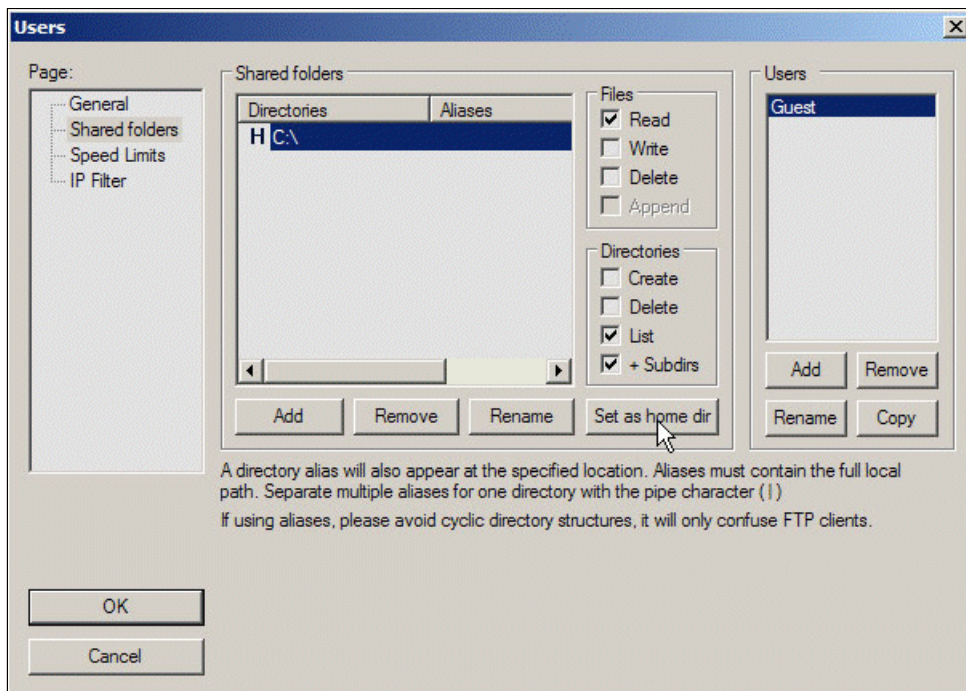 Users
Page:
General
Shared folders
Speed Limits
IP Filter
Shared folders
Directories Aliases
H C:\
Files
Read
Write
Delete
Append
Directories
Create
Delete
List
+ Subdirs
Add Remove Rename Set as home dir
Users
Guest
Add Remove
Rename Copy
A directory alias will also appear at the specified location. Aliases must contain the full local
path. Separate multiple aliases for one directory with the pipe character (|)
If using aliases, please avoid cyclic directory structures, it will only confuse FTP clients.
OK
Cancel